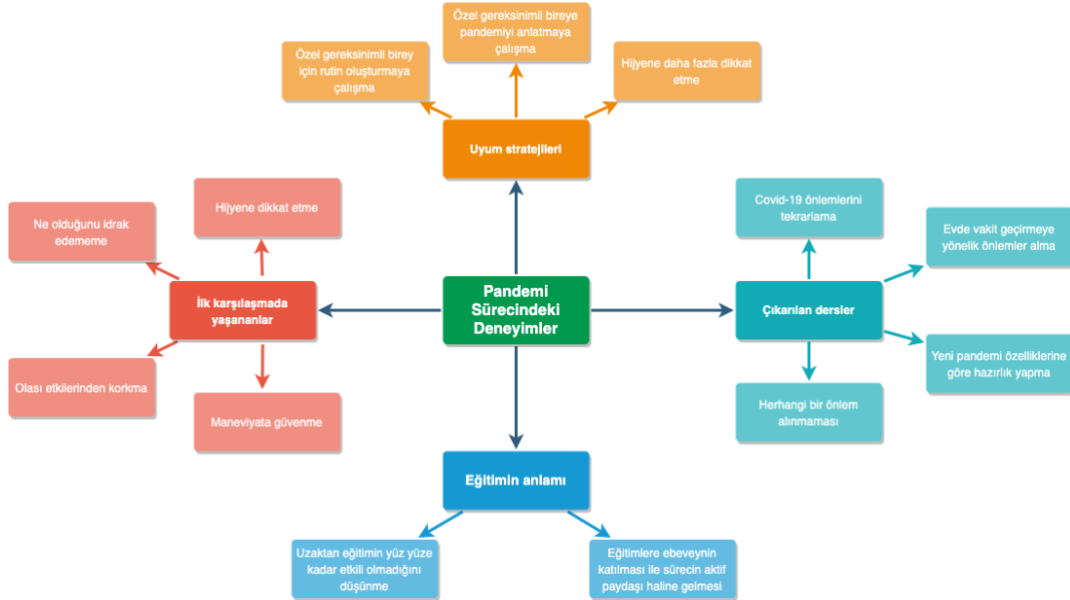 Özel gereksinimli bireye
pandemiyi anlatmaya
çalışma
Özel gereksinimli birey
için rutin oluşturmaya
çalışma
Hijyene daha fazla dikkat
etme
Uyum stratejileri
Hijyene dikkat etme
Ne olduğunu idrak
edememe
İlk karşılaşmada
yaşananlar
Olası etkilerinden korkma
Maneviyata güvenme
Pandemi
Sürecindeki
Deneyimler
Covid-19 önlemlerini
tekrarlama
Evde vakit geçirmeye
yönelik önlemler alma
Çıkarılan dersler
Yeni pandemi özelliklerine
göre hazırlık yapma
Herhangi bir önlem
alınmaması
Eğitimin anlamı
Uzaktan eğitimin yüz yüze
kadar etkili olmadığını
düşünme
Eğitimlere ebeveynin
katılması ile sürecin aktif
paydaşı haline gelmesi